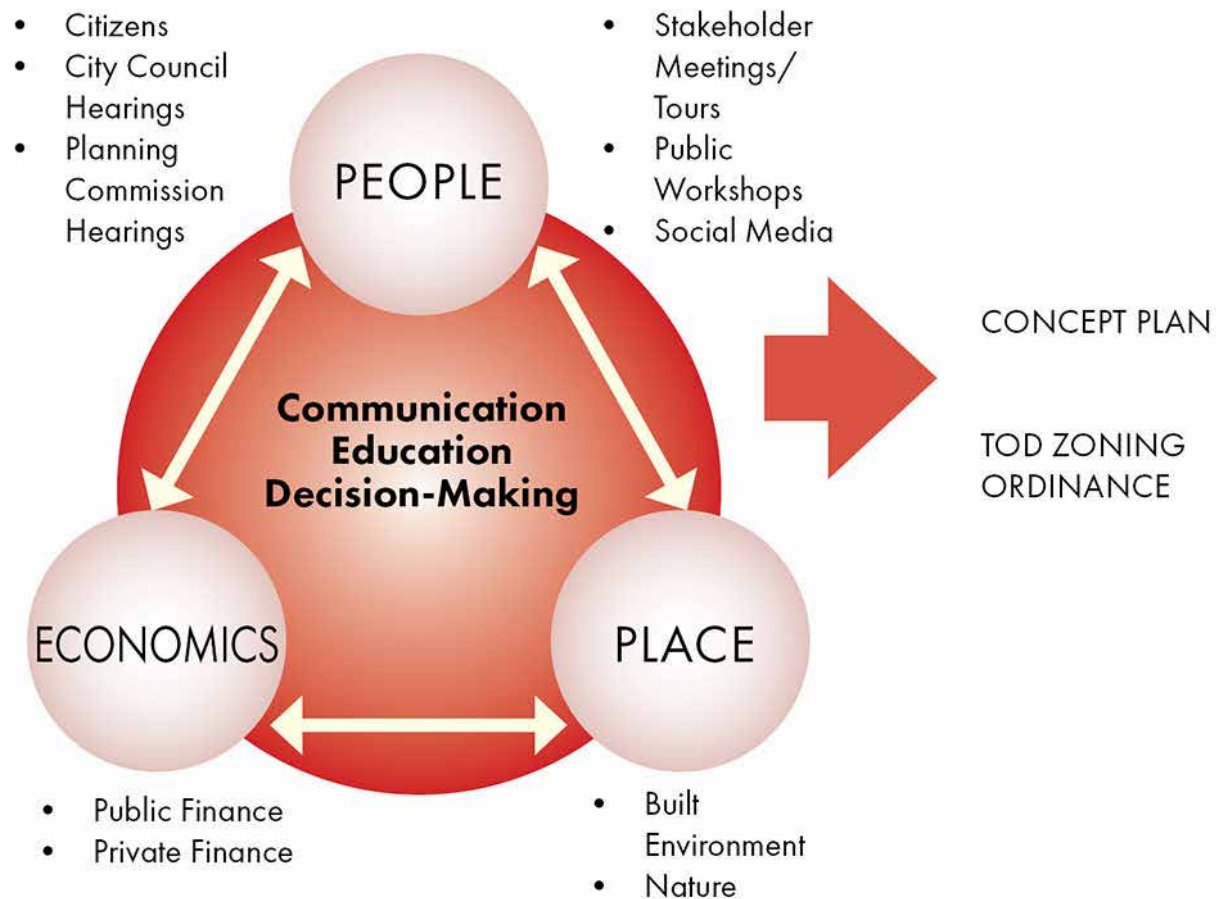 • Citizens
• City Council
Hearings
• Planning
Commission
Hearings
• Stakeholder
Meetings/
Tours
• Public
Workshops
• Social Media
PEOPLE
CONCEPT PLAN
TOD ZONING
ORDINANCE
Communication
Education
Decision-Making
ECONOMICS
PLACE
• Public Finance
• Private Finance
• Built
Environment
• Nature